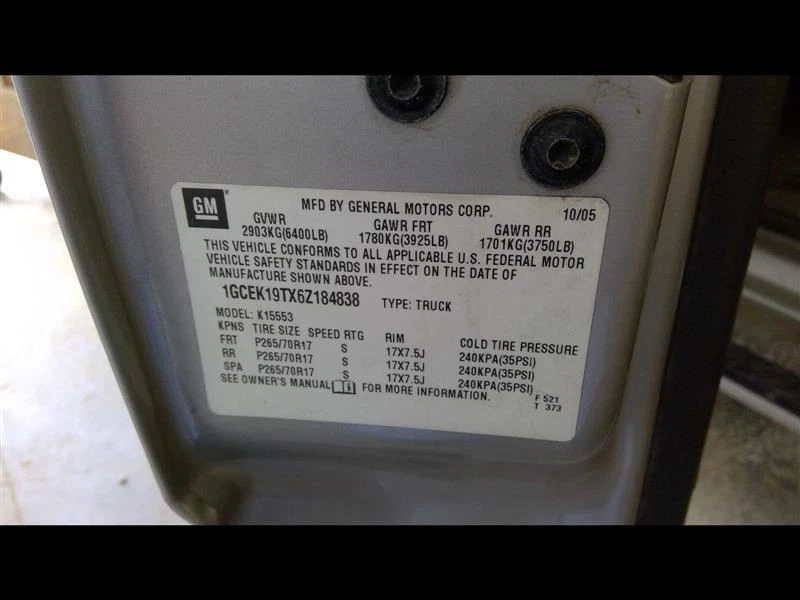 GM
MFD BY GENERAL MOTORS CORP. 10/05
GVWR GAWR FRT GAWR RR
2903KG(6400LB) 1780KG(3925LB) 1701KG(3750LB)
THIS VEHICLE CONFORMS TO ALL APPLICABLE U.S. FEDERAL MOTOR
VEHICLE SAFETY STANDARDS IN EFFECT ON THE DATE OF
MANUFACTURE SHOWN ABOVE.
1GCEK19TX6Z184838 TYPE: TRUCK
MODEL: K15553
KPNS TIRE SIZE SPEED RTG RIM COLD TIRE PRESSURE
FRT P265/70R17 S 17X7.5J 240KPA(35PSI)
RR P265/70R17 S 17X7.5J 240KPA(35PSI)
SPA P265/70R17 S 17X7.5J 240KPA(35PSI)
SEE OWNER'S MANUAL FOR MORE INFORMATION.
F 521
T 373